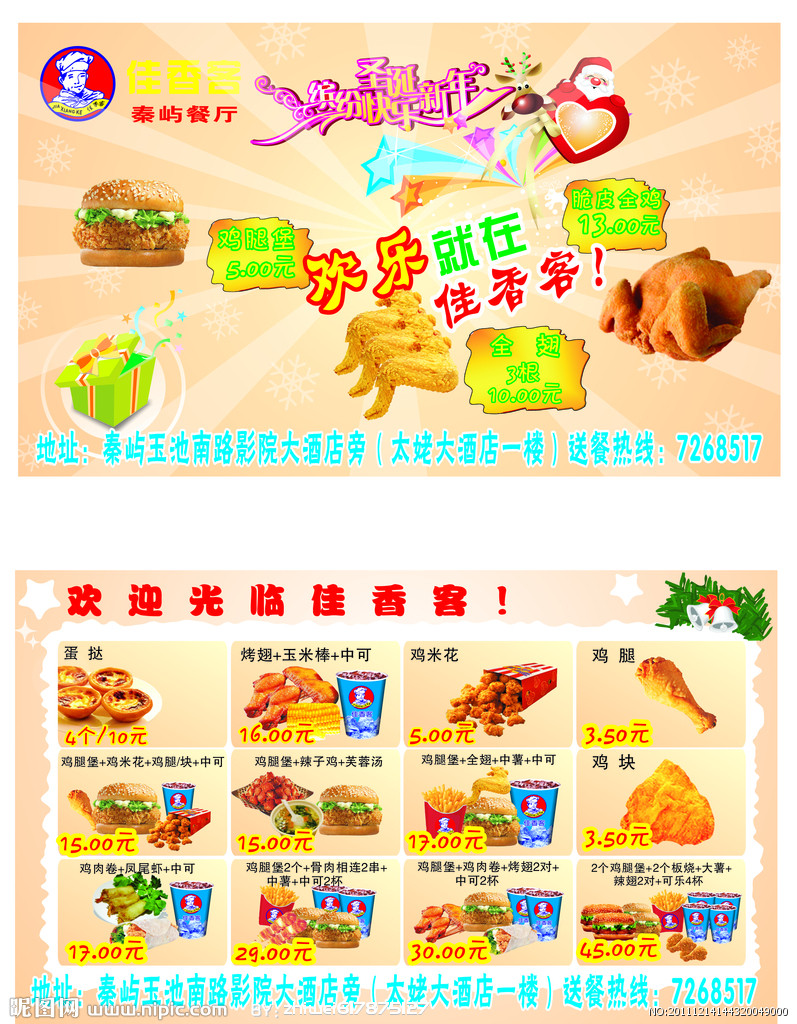 佳香客
秦屿餐厅
JIA XIANG KE
圣诞
缤纷快乐新年
鸡腿堡
5.00元
脆皮全鸡
13.00元
欢乐就在
佳香客!
全翅
3根
10.00元
地址：秦屿玉池南路影院大酒店旁（太姥大酒店一楼）送餐热线：7268517
欢迎光临佳香客！
蛋挞
4个/10元
烤翅+玉米棒+中可
16.00元
鸡米花
5.00元
鸡腿
3.50元
鸡腿堡+鸡米花+鸡腿/块+中可
15.00元
鸡腿堡+辣子鸡+芙蓉汤
15.00元
鸡腿堡+全翅+中薯+中可
17.00元
鸡块
3.50元
鸡肉卷+凤尾虾+中可
17.00元
鸡腿堡2个+骨肉相连2串+
中薯+中可2杯
29.00元
鸡腿堡+鸡肉卷+烤翅2对+
中可2杯
30.00元
2个鸡腿堡+2个板烧+大薯+
辣翅2对+可乐4杯
45.00元
地址：秦屿玉池南路影院大酒店旁（太姥大酒店一楼）送餐热线：7268517
昵图网 www.nipic.com
NO:20111214144320049000